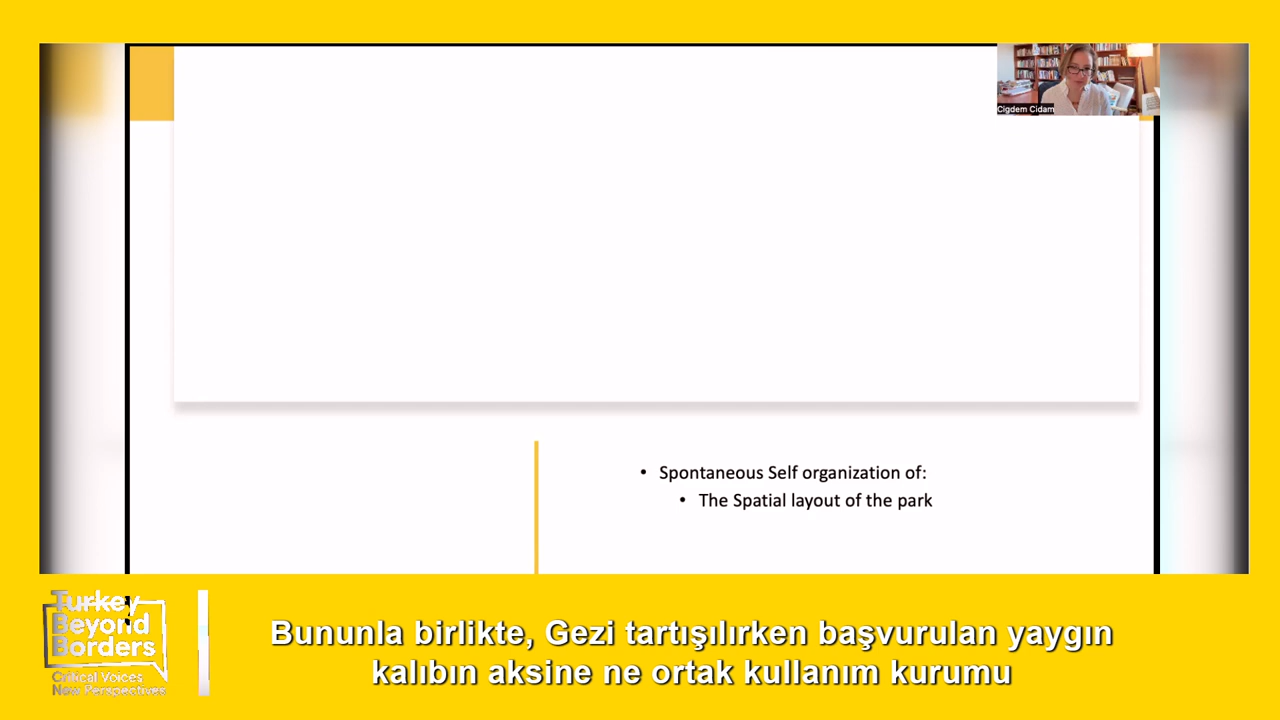 Cigdem Cidam
• Spontaneous Self organization of:
• The Spatial layout of the park
Turkey
Beyond
Borders
Critical Voices
New Perspectives
Bununla birlikte, Gezi tartışılırken başvurulan yaygın
kalıbın aksine ne ortak kullanım kurumu